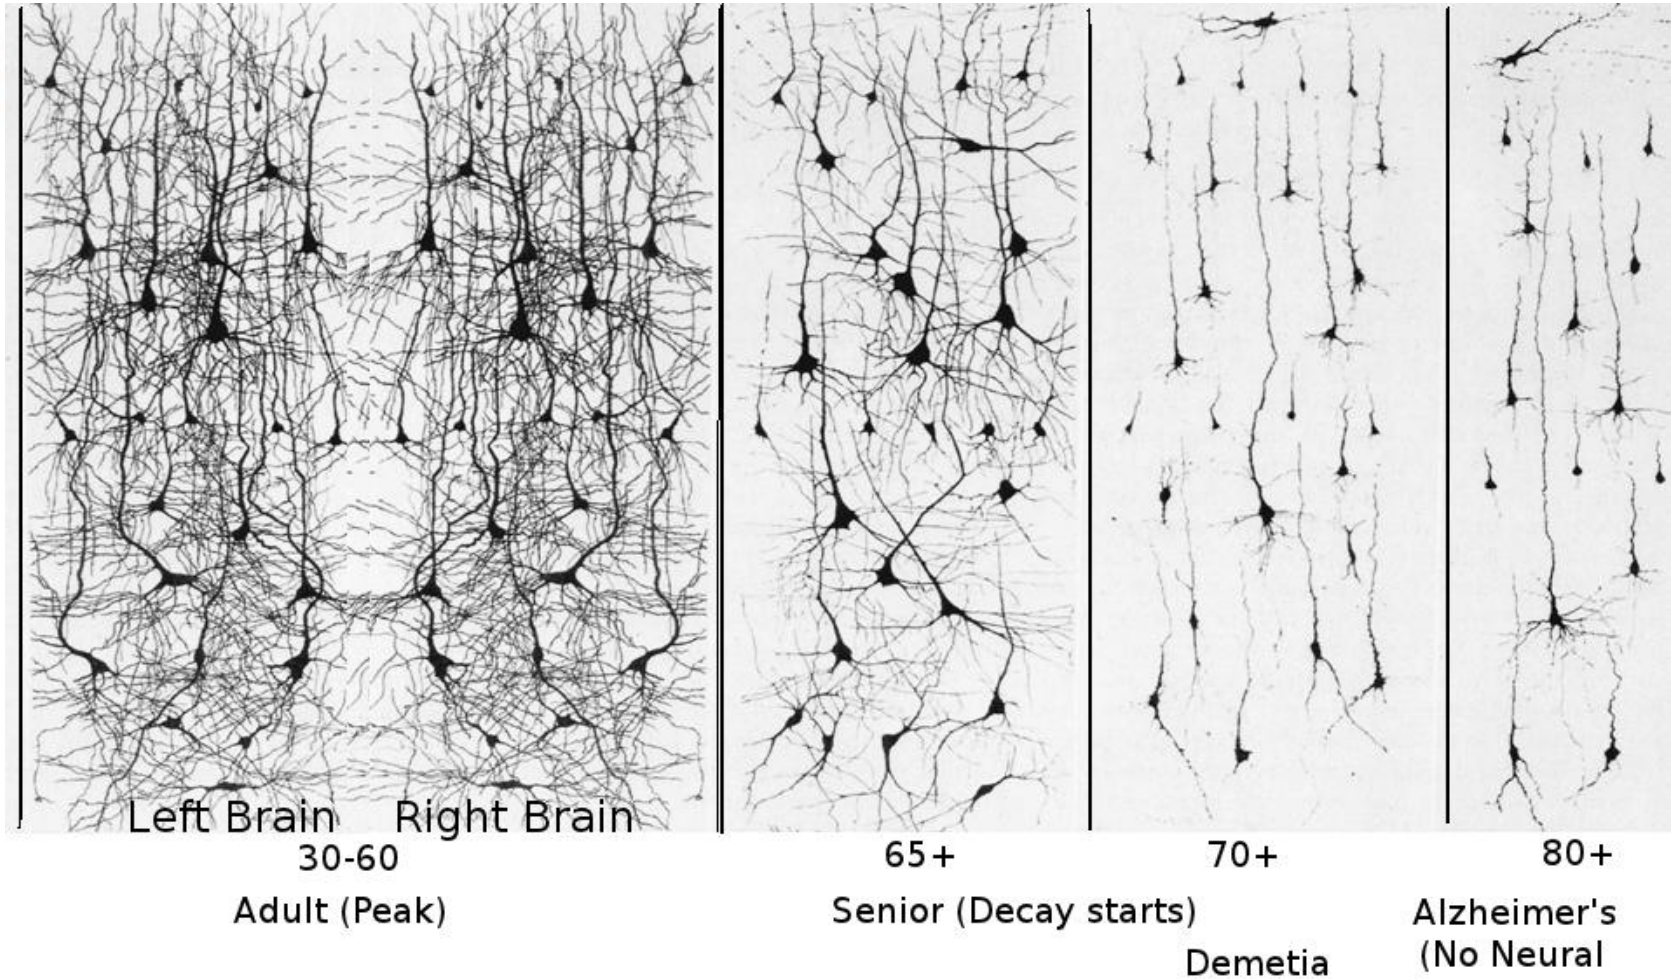 Left Brain
Right Brain
30-60
Adult (Peak)
65+
70+
Senior (Decay starts)
Demetia
80+
Alzheimer's
(No Neural